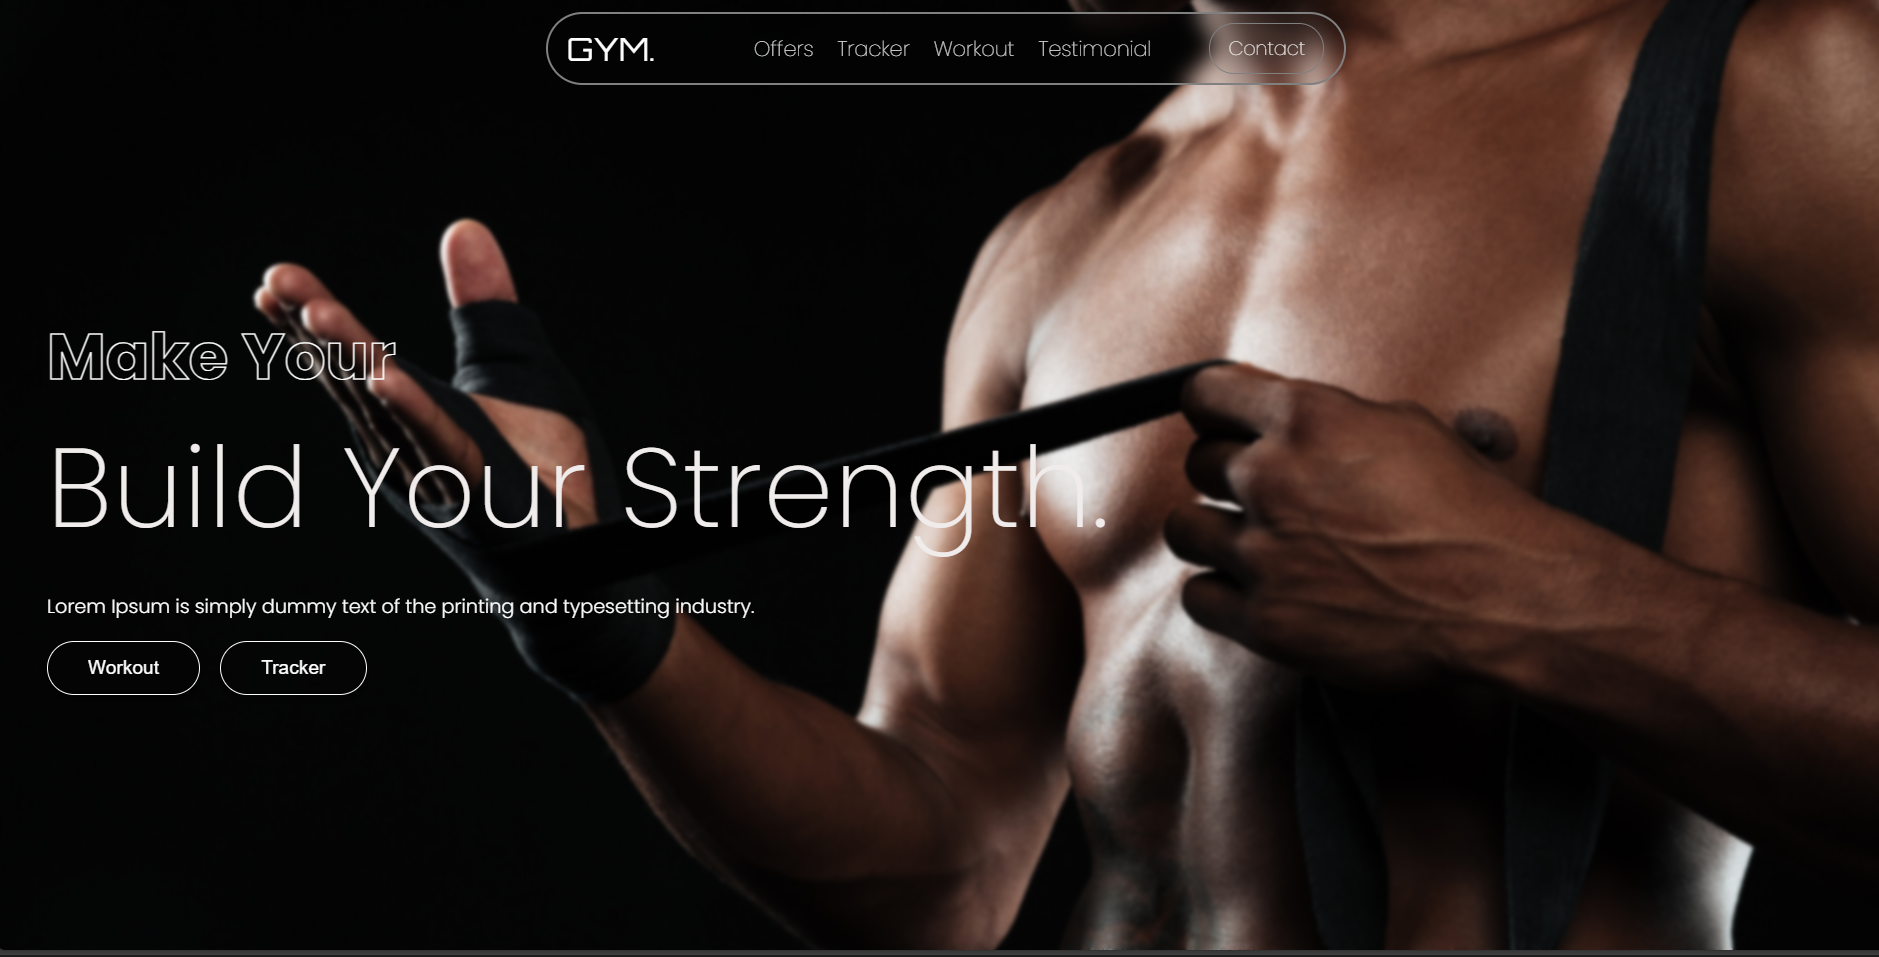 GYM. Offers Tracker Workout Testimonial Contact
Make Your
Build Your Strength.
Lorem Ipsum is simply dummy text of the printing and typesetting industry.
Workout Tracker